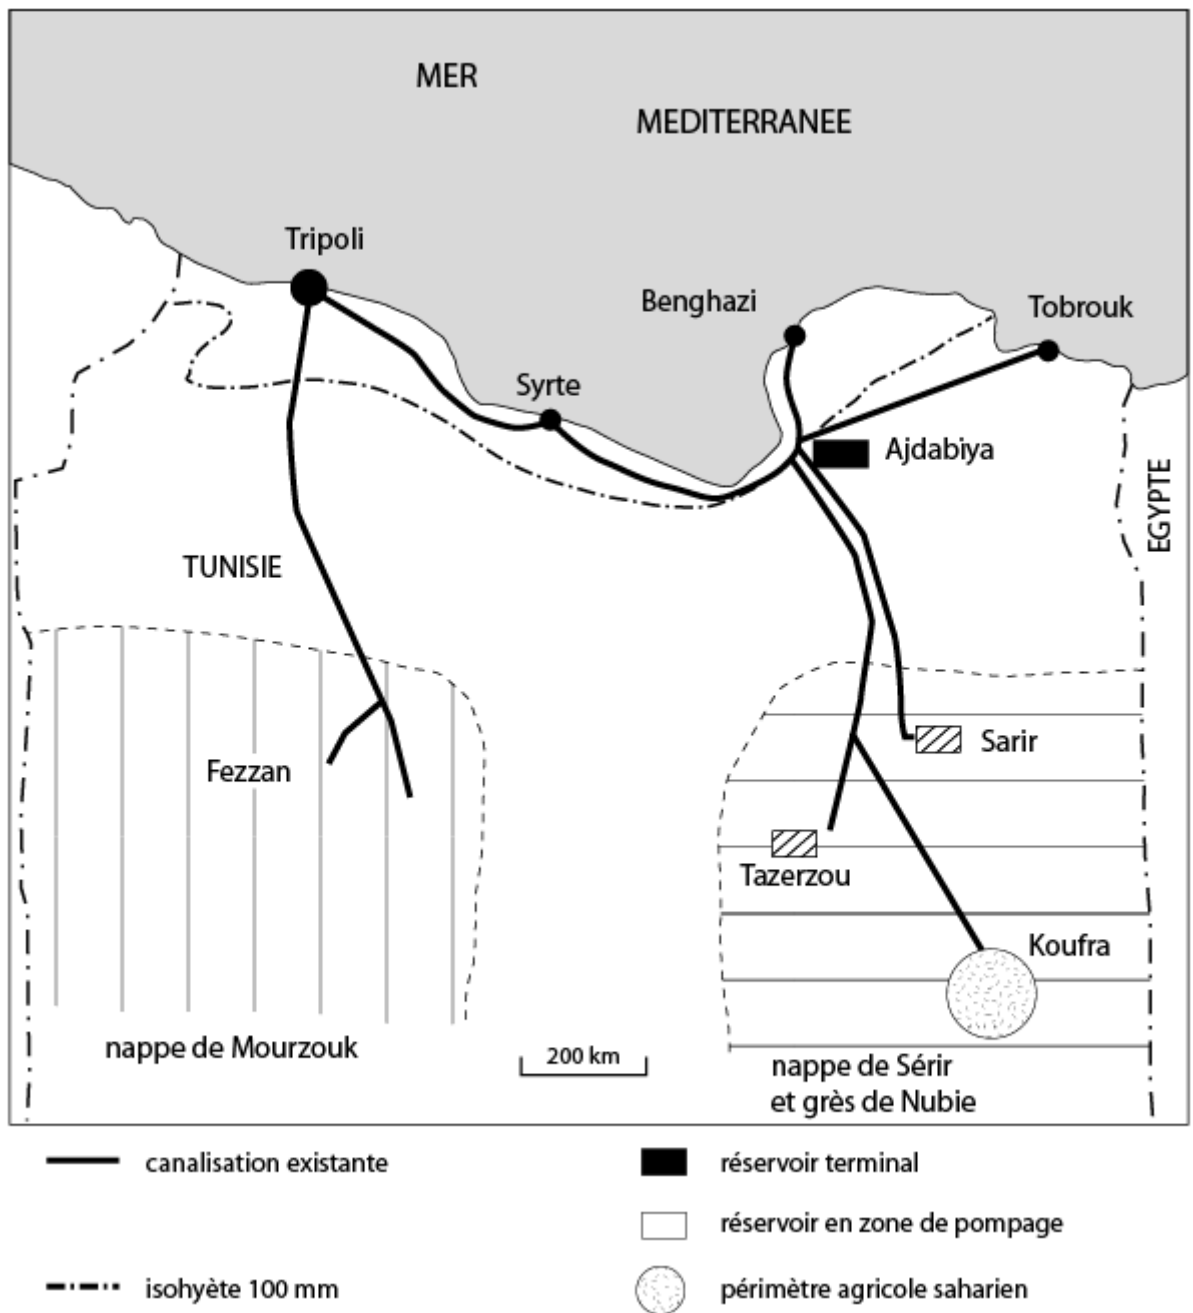 MER
MEDITERRANEE
Tripoli
Benghazi
Tobrouk
Syrte
Ajdabiya
EGYPTE
TUNISIE
Sarir
Fezzan
Tazerzou
Koufra
nappe de Mourzouk
200 km
nappe de Sérir
et grès de Nubie
canalisation existante
réservoir terminal
réservoir en zone de pompage
isohyète 100 mm
périmètre agricole saharien